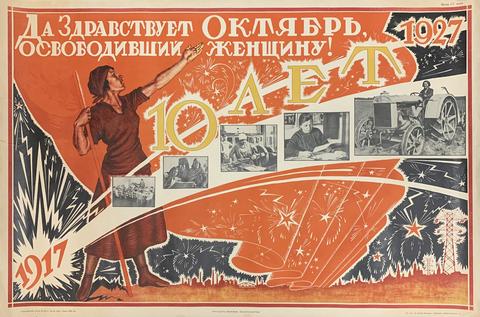 Да Здравствует Октябрь,
освободивший женщину!
1927
10 ЛЕТ
1917